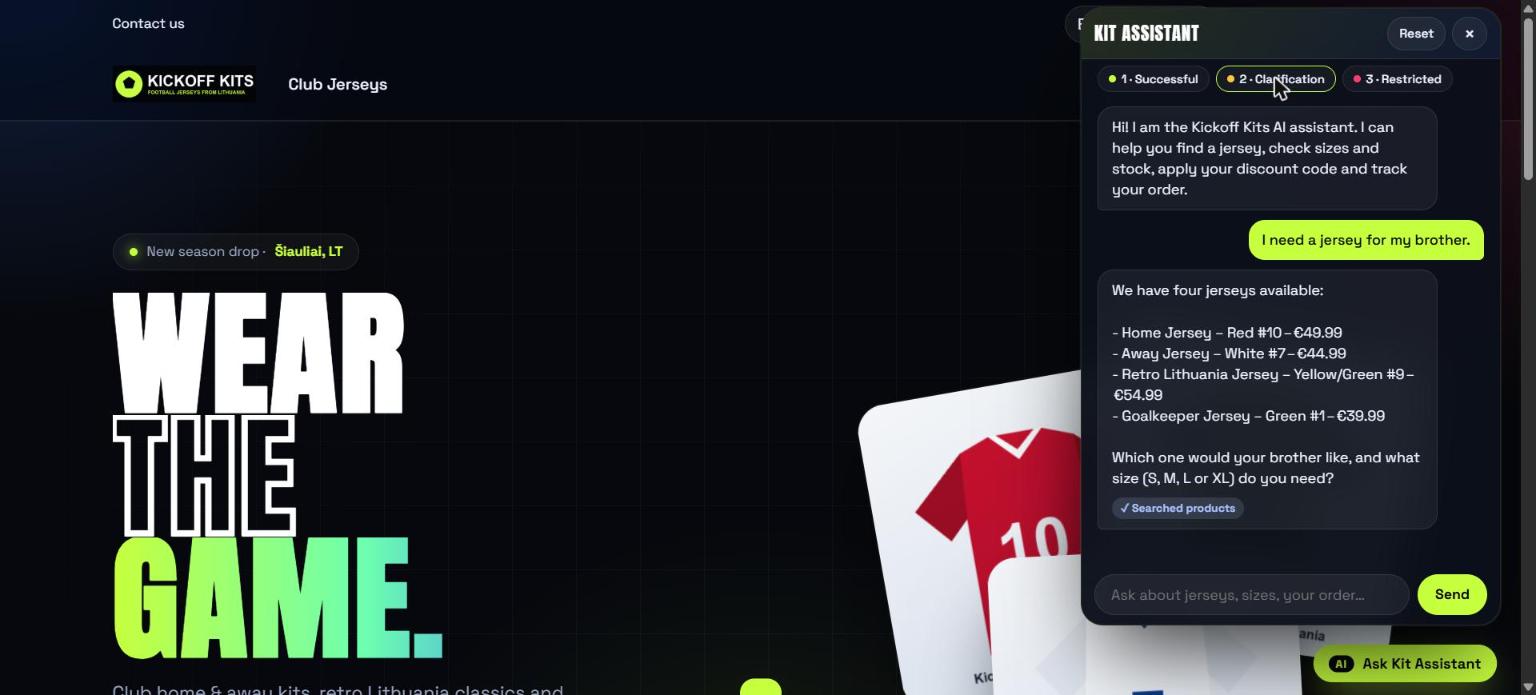 Contact us
KICKOFF KITS
FOOTBALL JERSEYS FROM LITHUANIA
Club Jerseys
New season drop · Šiauliai, LT
WEAR
THE
GAME.
Club home & away kits, retro Lithuania classics and
10
KIT ASSISTANT
Reset
×
1 · Successful
2 · Clarification
3 · Restricted
Hi! I am the Kickoff Kits AI assistant. I can
help you find a jersey, check sizes and
stock, apply your discount code and track
your order.
I need a jersey for my brother.
We have four jerseys available:
- Home Jersey – Red #10 – €49.99
- Away Jersey – White #7 – €44.99
- Retro Lithuania Jersey – Yellow/Green #9 –
€54.99
- Goalkeeper Jersey – Green #1 – €39.99
Which one would your brother like, and what
size (S, M, L or XL) do you need?
✓ Searched products
Ask about jerseys, sizes, your order...
Send
AI Ask Kit Assistant